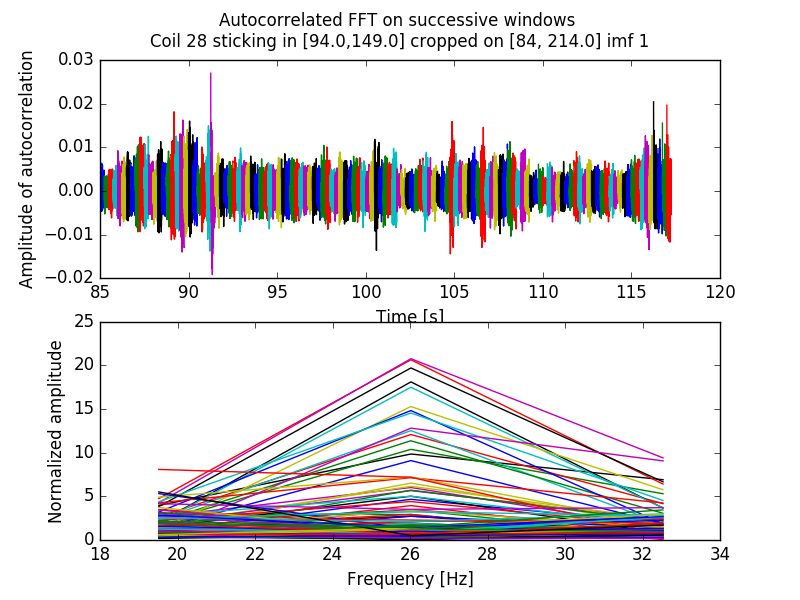 Autocorrelated FFT on successive windows
Coil 28 sticking in [94.0,149.0] cropped on [84, 214.0] imf 1
Amplitude of autocorrelation
0.03
0.02
0.01
0.00
−0.01
−0.02
85 90 95 100 105 110 115 120
Time [s]
Normalized amplitude
25
20
15
10
5
0
18 20 22 24 26 28 30 32 34
Frequency [Hz]